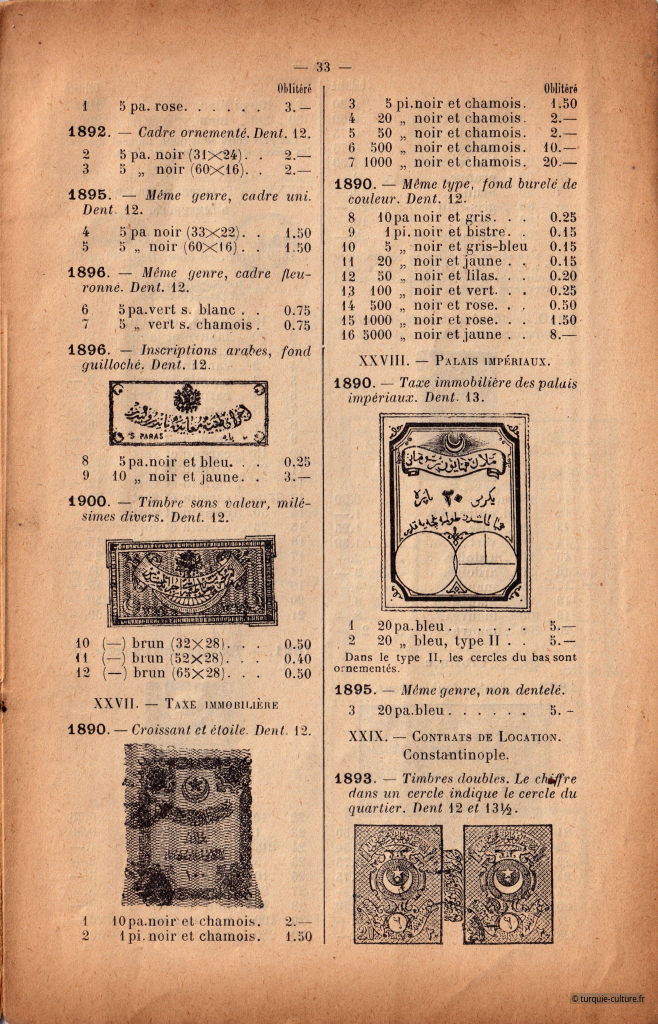 — 33 —
Oblitéré
1 5 pa. rose. . . . . . 3.—
1892. — Cadre ornementé. Dent. 12.
2 5 pa. noir (31×24). . 2.—
3 5 „ noir (60×16). . 2.—
1895. — Même genre, cadre uni.
Dent. 12.
4 5 pa. noir (33×22). . 1.50
5 5 „ noir (60×16). . 1.50
1896. — Même genre, cadre fleu-
ronné. Dent. 12.
6 5 pa. vert s. blanc . . 0.75
7 5 „ vert s. chamois . 0.75
1896. — Inscriptions arabes, fond
guilloché. Dent. 12.
5 PARAS
8 5 pa. noir et bleu. . . 0.25
9 10 „ noir et jaune. . 3.—
1900. — Timbre sans valeur, milé-
simes divers. Dent. 12.
10 (—) brun (32×28). . . 0.50
11 (—) brun (52×28). . . 0.40
12 (—) brun (65×28). . . 0.50
XXVII. — TAXE IMMOBILIÈRE
1890. — Croissant et étoile. Dent. 12.
1 10 pa. noir et chamois. 2.—
2 1 pi. noir et chamois. 1.50
Oblitéré
3 5 pi. noir et chamois. 1.50
4 20 „ noir et chamois. 2.—
5 50 „ noir et chamois. 2.—
6 500 „ noir et chamois. 10.—
7 1000 „ noir et chamois. 20.—
1890. — Même type, fond burelé de
couleur. Dent. 12.
8 10 pa noir et gris. . . 0.25
9 1 pi. noir et bistre. . 0.15
10 5 „ noir et gris-bleu 0.15
11 20 „ noir et jaune . . 0.15
12 50 „ noir et lilas. . . 0.20
13 100 „ noir et vert. . . 0.25
14 500 „ noir et rose. . . 0.50
15 1000 „ noir et rose. . . 1.50
16 5000 „ noir et jaune . . 8.—
XXVIII. — PALAIS IMPÉRIAUX.
1890. — Taxe immobilière des palais
impériaux. Dent. 13.
يكرمى ٢٠ پاره
1 20 pa. bleu . . . . . . 5.—
2 20 „ bleu, type II . . 5.—
Dans le type II, les cercles du bas sont
ornementés.
1895. — Même genre, non dentelé.
3 20 pa. bleu . . . . . . 5.-
XXIX. — CONTRATS DE LOCATION.
Constantinople.
1893. — Timbres doubles. Le chiffre
dans un cercle indique le cercle du
quartier. Dent 12 et 13½.
© turquie-culture.fr